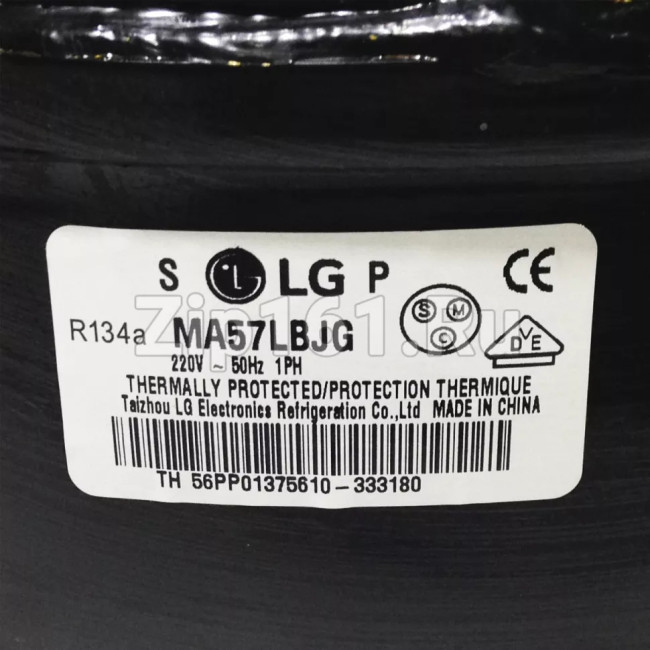 S LG P
R134a MA57LBJG
220V ~ 50Hz 1PH
THERMALLY PROTECTED/PROTECTION THERMIQUE
Taizhou LG Electronics Refrigeration Co.,Ltd MADE IN CHINA
TH 56PP01375610-333180
CE
S M
C
DVE
Zip161.Ru